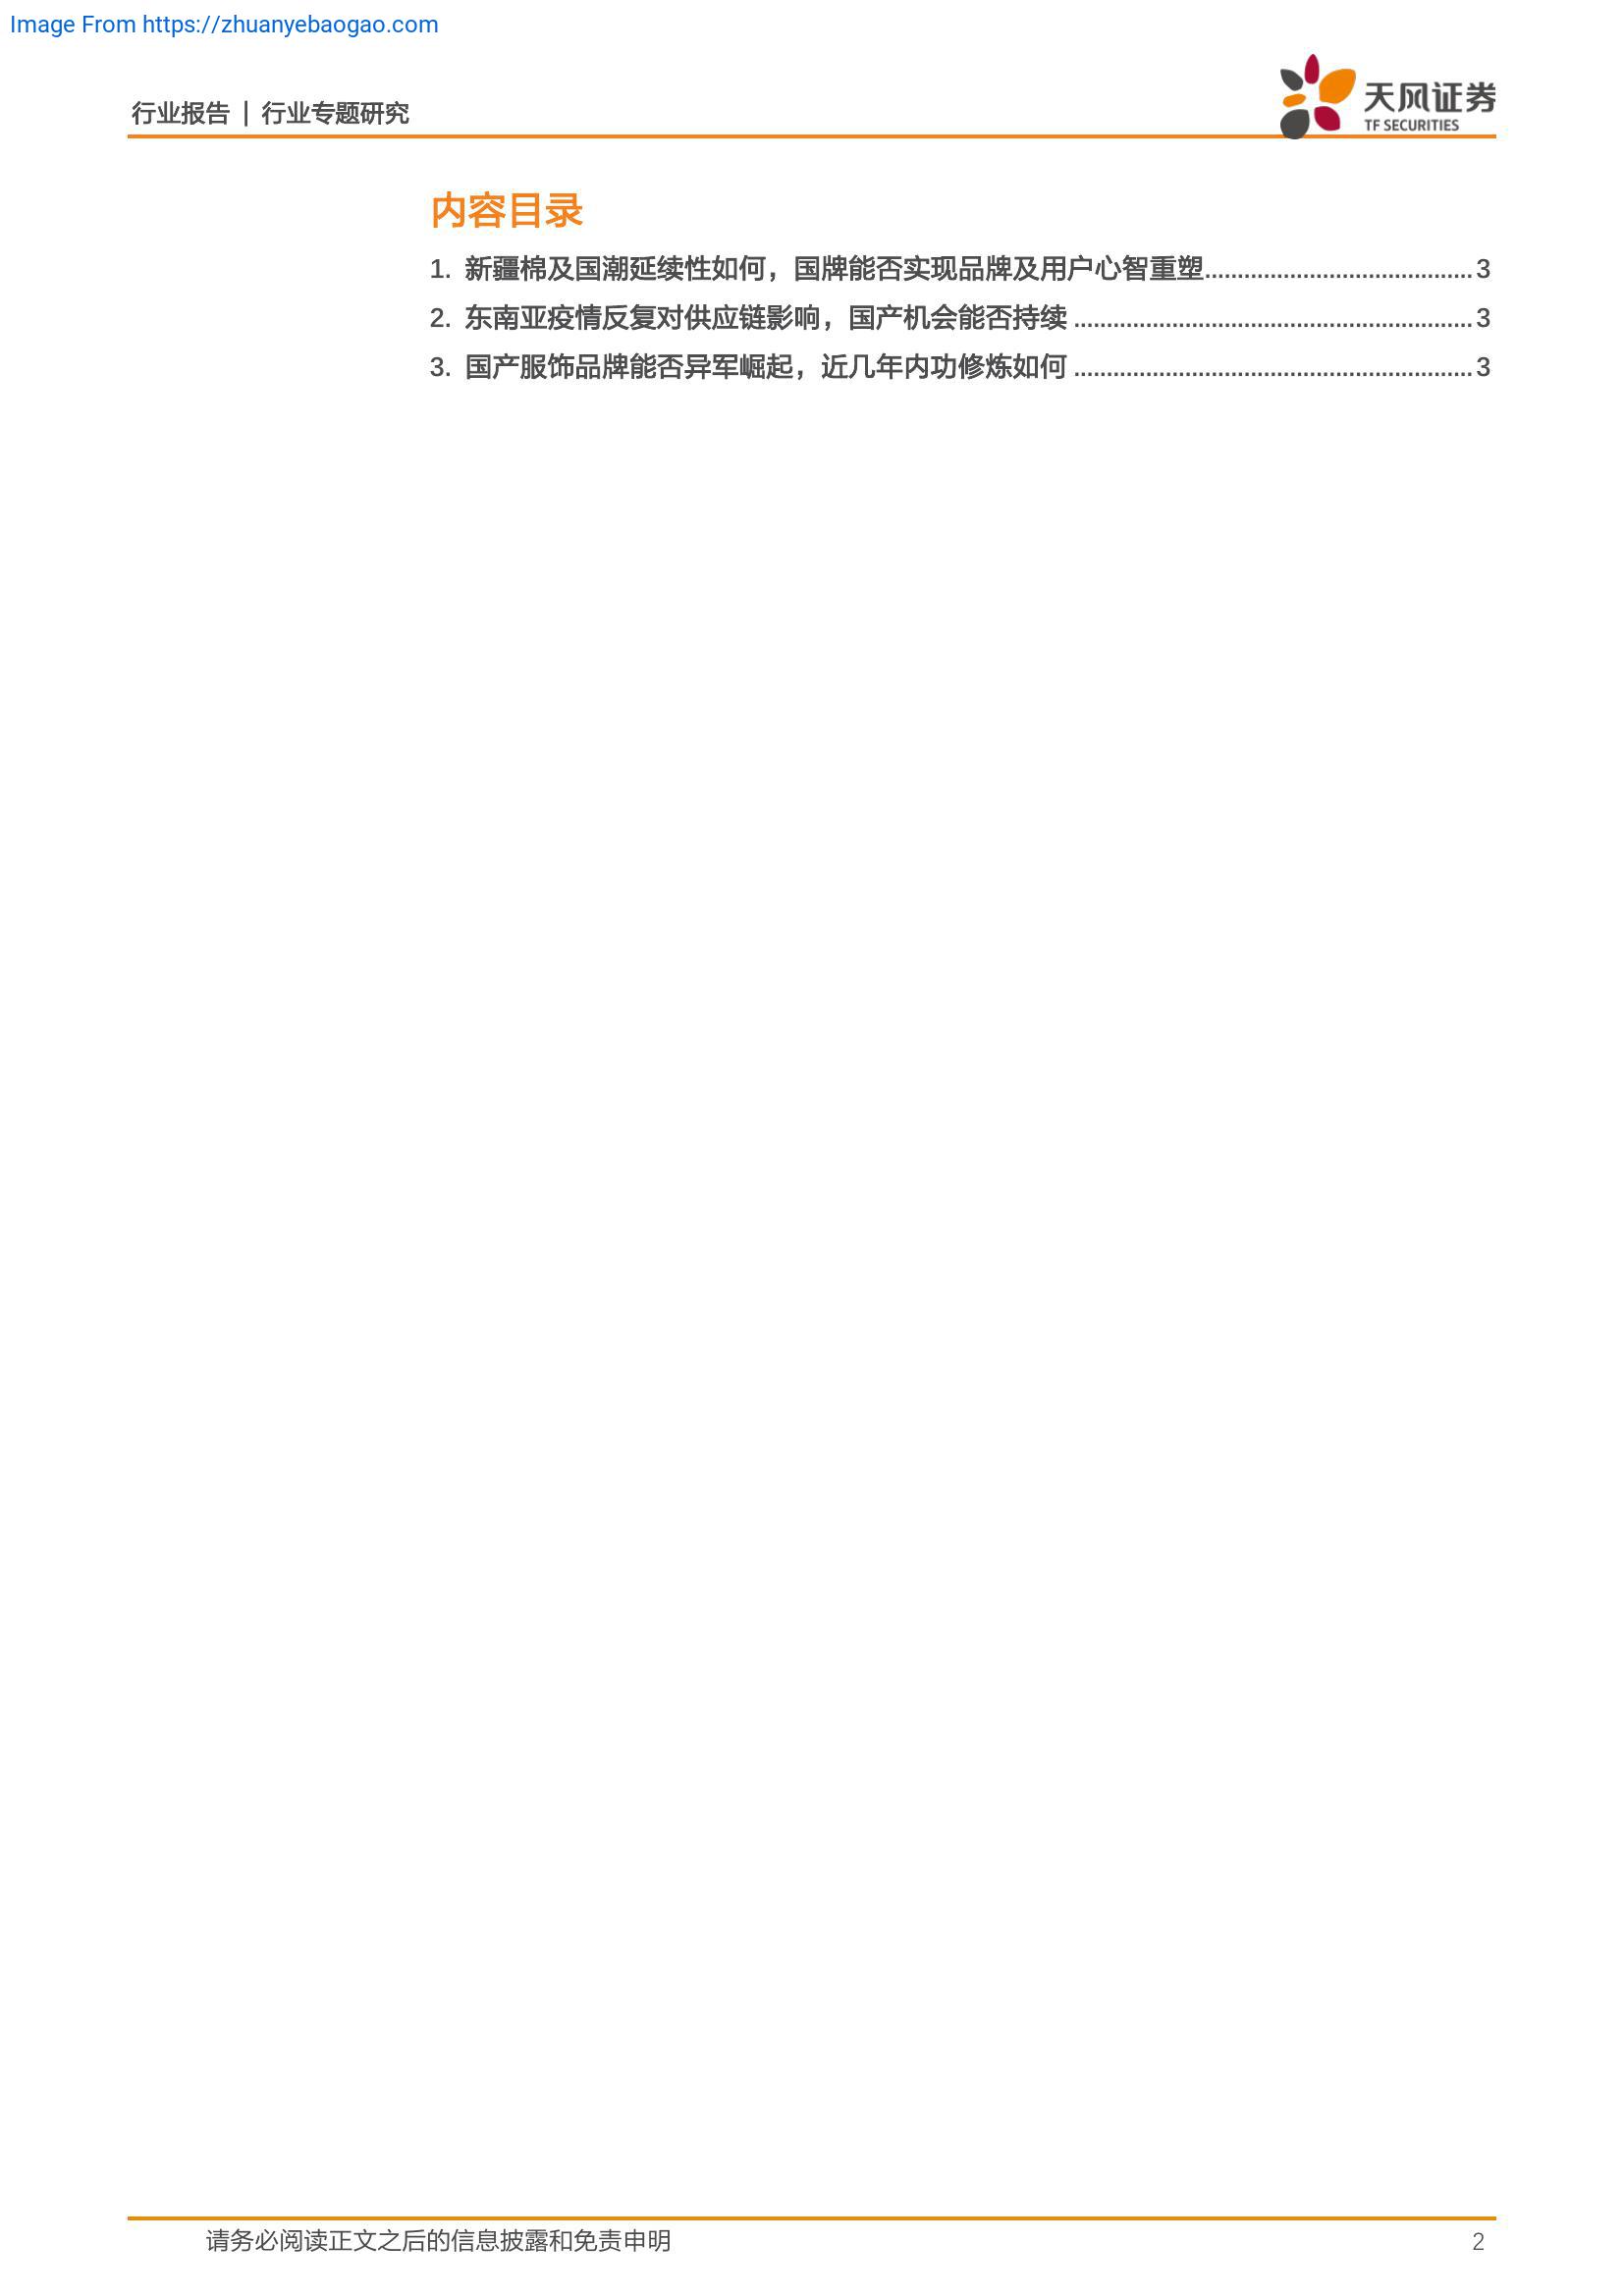 Image From https://zhuanyebaogao.com
行业报告 | 行业专题研究
天风证券
TF SECURITIES
内容目录
1. 新疆棉及国潮延续性如何，国牌能否实现品牌及用户心智重塑......................................... 3
2. 东南亚疫情反复对供应链影响，国产机会能否持续 ............................................................. 3
3. 国产服饰品牌能否异军崛起，近几年内功修炼如何 ............................................................. 3
请务必阅读正文之后的信息披露和免责申明 2